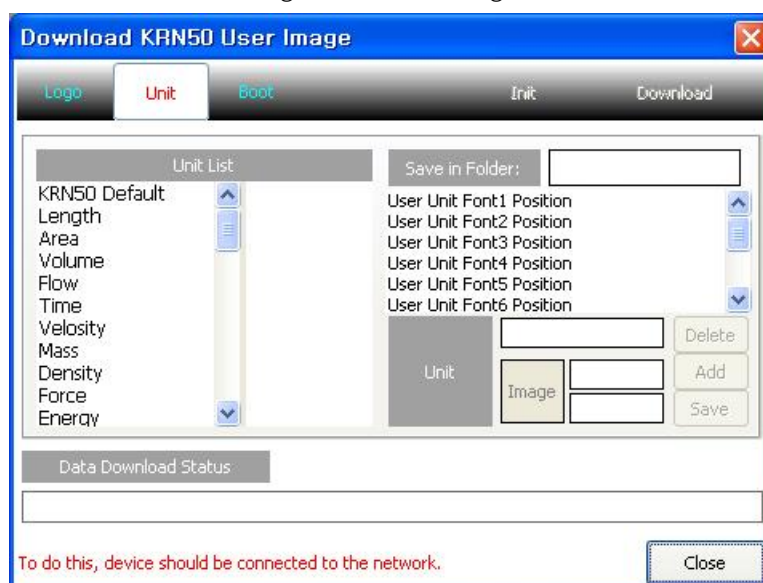 Download KRN50 User Image
Logo Unit Boot Init Download
Unit List
KRN50 Default
Length
Area
Volume
Flow
Time
Velosity
Mass
Density
Force
Energy
Save in Folder:
User Unit Font1 Position
User Unit Font2 Position
User Unit Font3 Position
User Unit Font4 Position
User Unit Font5 Position
User Unit Font6 Position
Unit
Image
Delete
Add
Save
Data Download Status
To do this, device should be connected to the network.
Close